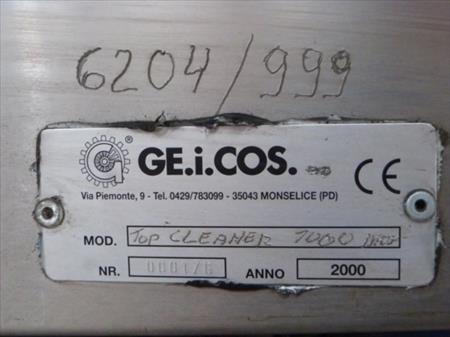 6204/999
® GE.i.COS. CE
Via Piemonte, 9 - Tel. 0429/783099 - 35043 MONSELICE (PD)
MOD. TOP CLEANER 1000
NR. ANNO 2000